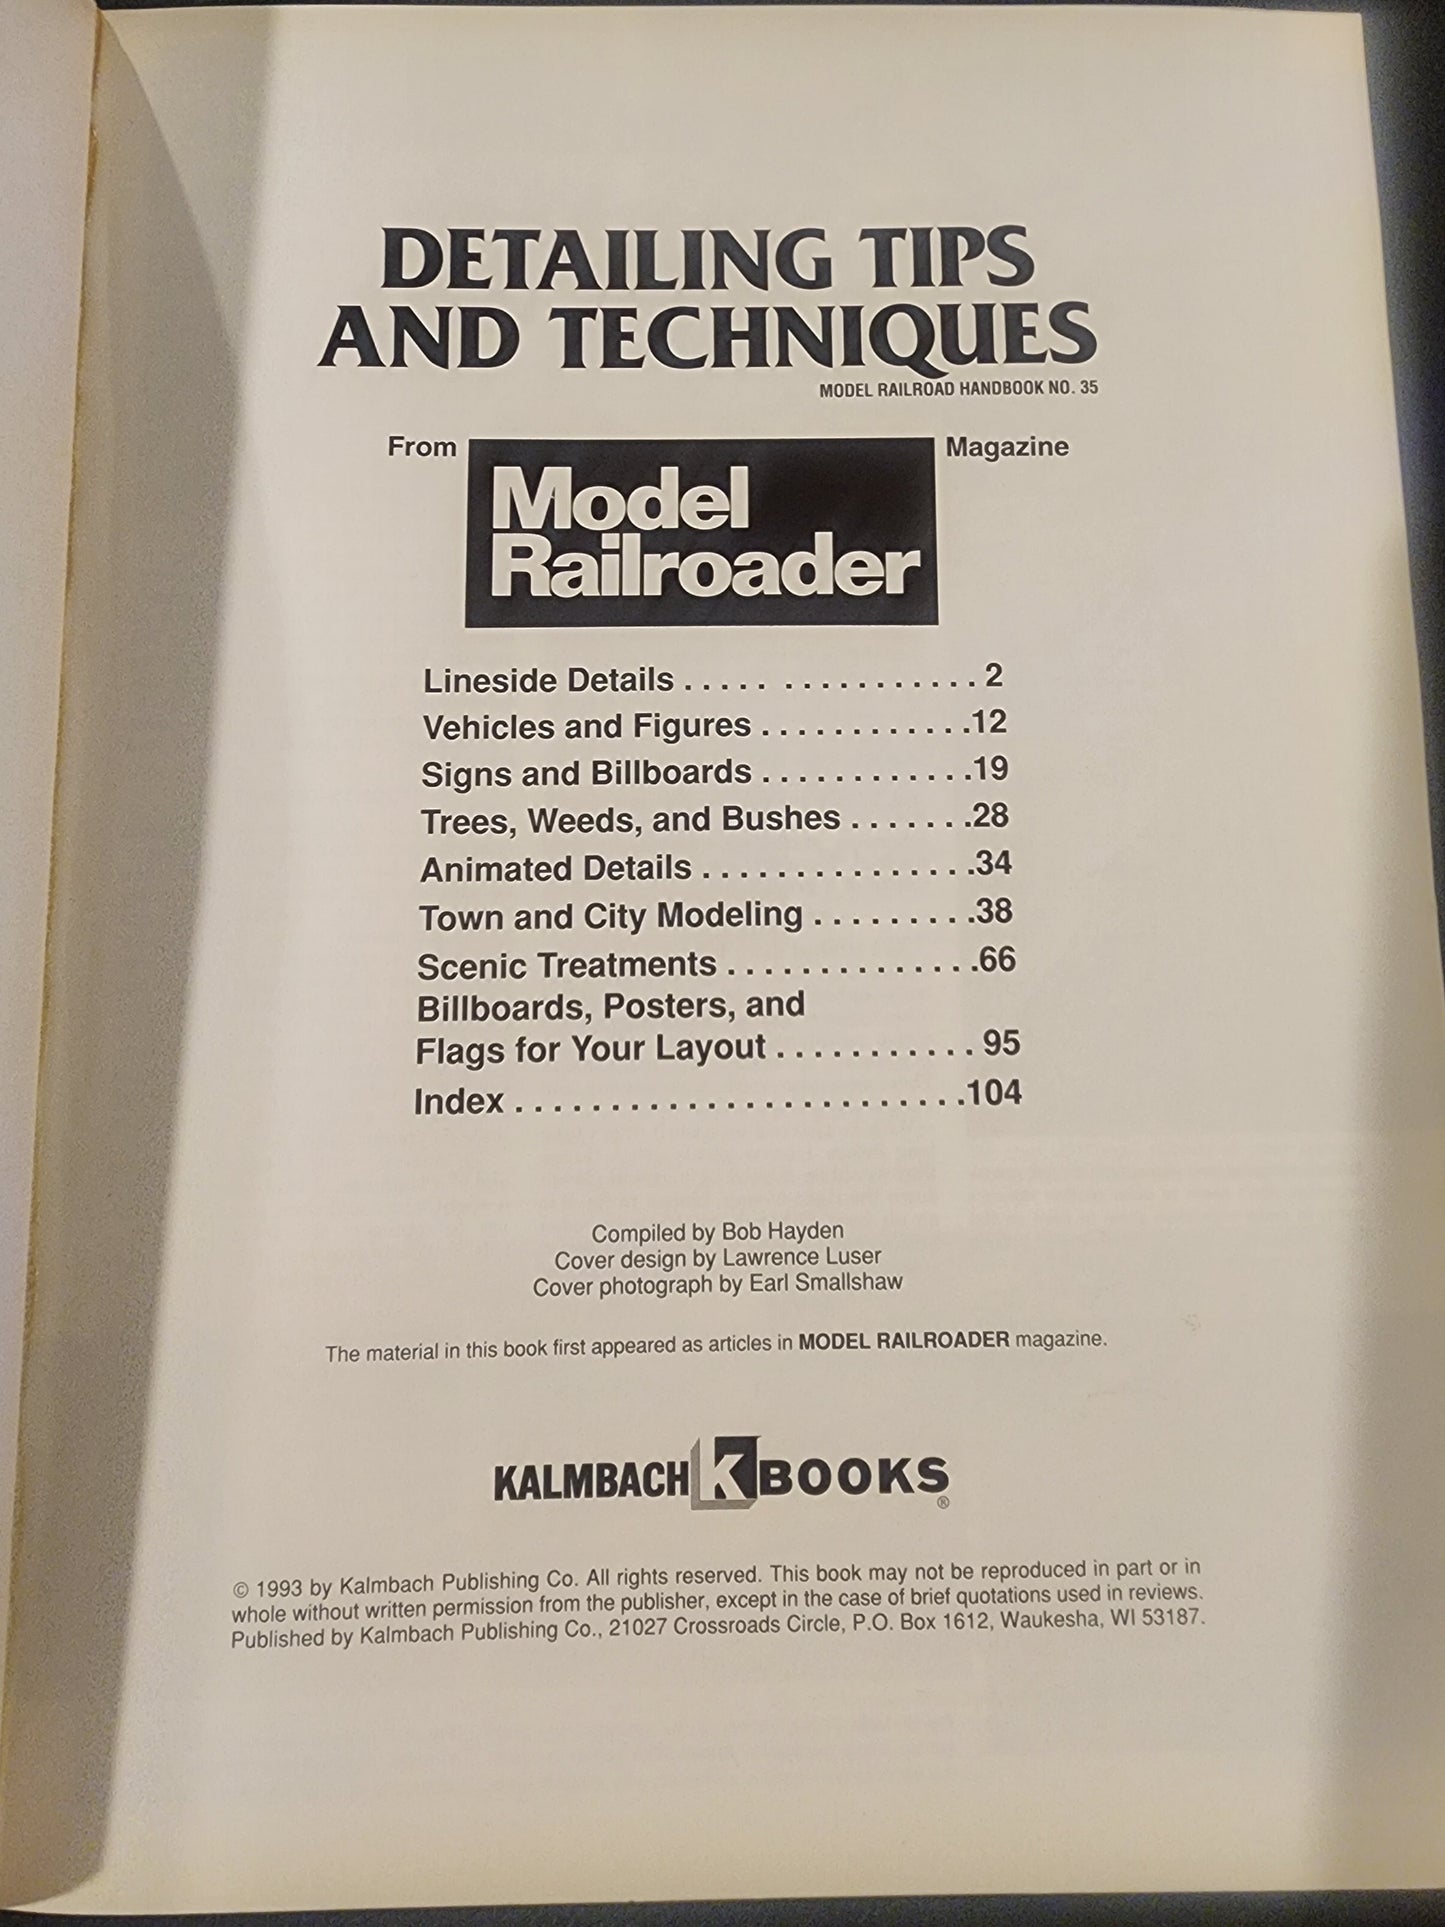 DETAILING TIPS
AND TECHNIQUES
MODEL RAILROAD HANDBOOK NO. 35
From Model Railroader Magazine
Lineside Details . . . . . . . . . . . . . . . . 2
Vehicles and Figures . . . . . . . . . . . .12
Signs and Billboards . . . . . . . . . . . .19
Trees, Weeds, and Bushes . . . . . . .28
Animated Details . . . . . . . . . . . . . . .34
Town and City Modeling . . . . . . . . .38
Scenic Treatments . . . . . . . . . . . . . .66
Billboards, Posters, and
Flags for Your Layout . . . . . . . . . . . 95
Index . . . . . . . . . . . . . . . . . . . . . . . .104
Compiled by Bob Hayden
Cover design by Lawrence Luser
Cover photograph by Earl Smallshaw
The material in this book first appeared as articles in MODEL RAILROADER magazine.
KALMBACH K BOOKS ®
© 1993 by Kalmbach Publishing Co. All rights reserved. This book may not be reproduced in part or in
whole without written permission from the publisher, except in the case of brief quotations used in reviews.
Published by Kalmbach Publishing Co., 21027 Crossroads Circle, P.O. Box 1612, Waukesha, WI 53187.